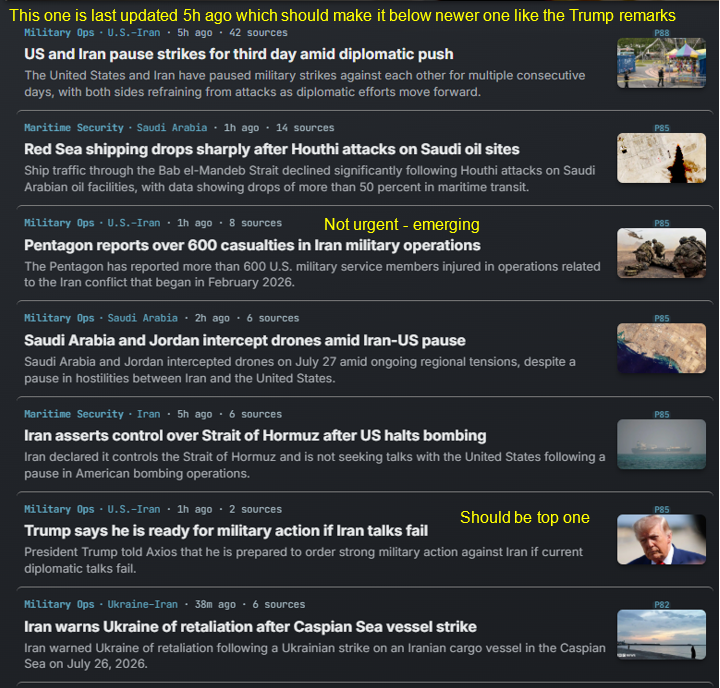 This one is last updated 5h ago which should make it below newer one like the Trump remarks
Military Ops · U.S.-Iran · 5h ago · 42 sources
P88
US and Iran pause strikes for third day amid diplomatic push
The United States and Iran have paused military strikes against each other for multiple consecutive
days, with both sides refraining from attacks as diplomatic efforts move forward.
Maritime Security · Saudi Arabia · 1h ago · 14 sources
P85
Red Sea shipping drops sharply after Houthi attacks on Saudi oil sites
Ship traffic through the Bab el-Mandeb Strait declined significantly following Houthi attacks on Saudi
Arabian oil facilities, with data showing drops of more than 50 percent in maritime transit.
Military Ops · U.S.-Iran · 1h ago · 8 sources
Not urgent - emerging
P85
Pentagon reports over 600 casualties in Iran military operations
The Pentagon has reported more than 600 U.S. military service members injured in operations related
to the Iran conflict that began in February 2026.
Military Ops · Saudi Arabia · 2h ago · 6 sources
P85
Saudi Arabia and Jordan intercept drones amid Iran-US pause
Saudi Arabia and Jordan intercepted drones on July 27 amid ongoing regional tensions, despite a
pause in hostilities between Iran and the United States.
Maritime Security · Iran · 5h ago · 6 sources
P85
Iran asserts control over Strait of Hormuz after US halts bombing
Iran declared it controls the Strait of Hormuz and is not seeking talks with the United States following a
pause in American bombing operations.
Military Ops · U.S.-Iran · 1h ago · 2 sources
P85
Should be top one
Trump says he is ready for military action if Iran talks fail
President Trump told Axios that he is prepared to order strong military action against Iran if current
diplomatic talks fail.
Military Ops · Ukraine-Iran · 38m ago · 6 sources
P82
Iran warns Ukraine of retaliation after Caspian Sea vessel strike
Iran warned Ukraine of retaliation following a Ukrainian strike on an Iranian cargo vessel in the Caspian
Sea on July 26, 2026.